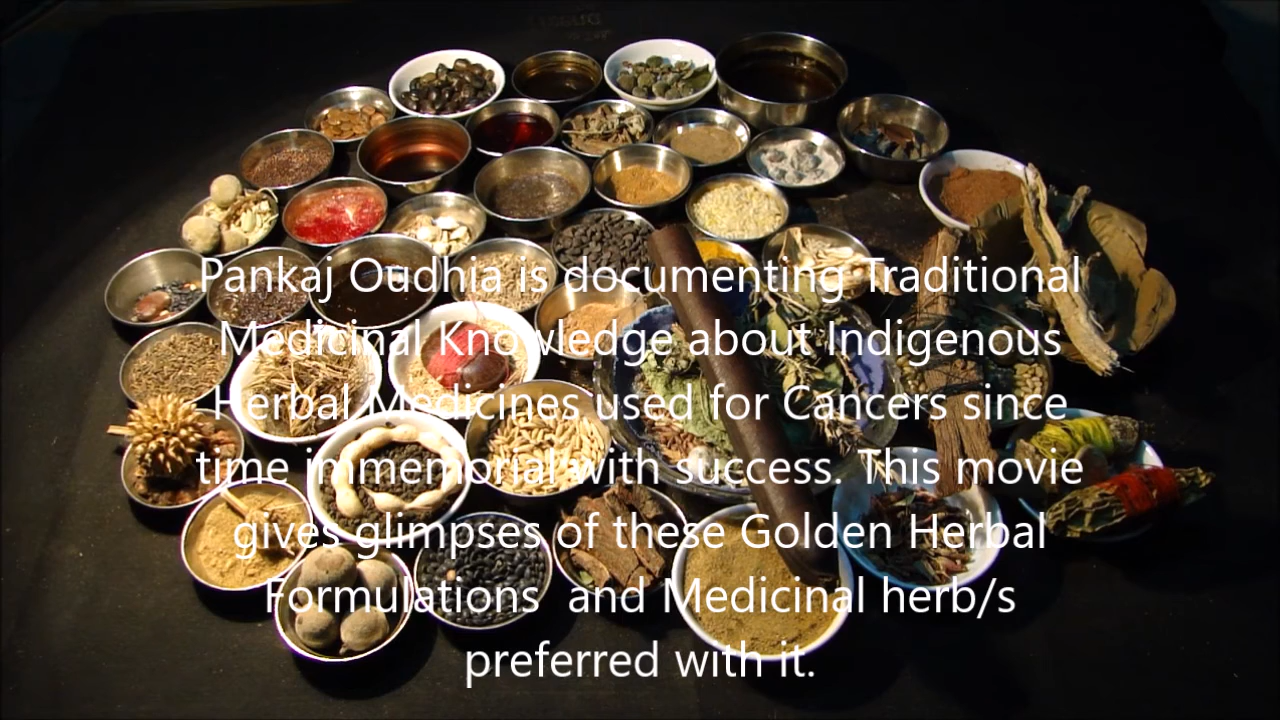 Pankaj Oudhia is documenting Traditional
Medicinal Knowledge about Indigenous
Herbal Medicines used for Cancers since
time immemorial with success. This movie
gives glimpses of these Golden Herbal
Formulations  and Medicinal herb/s
preferred with it.